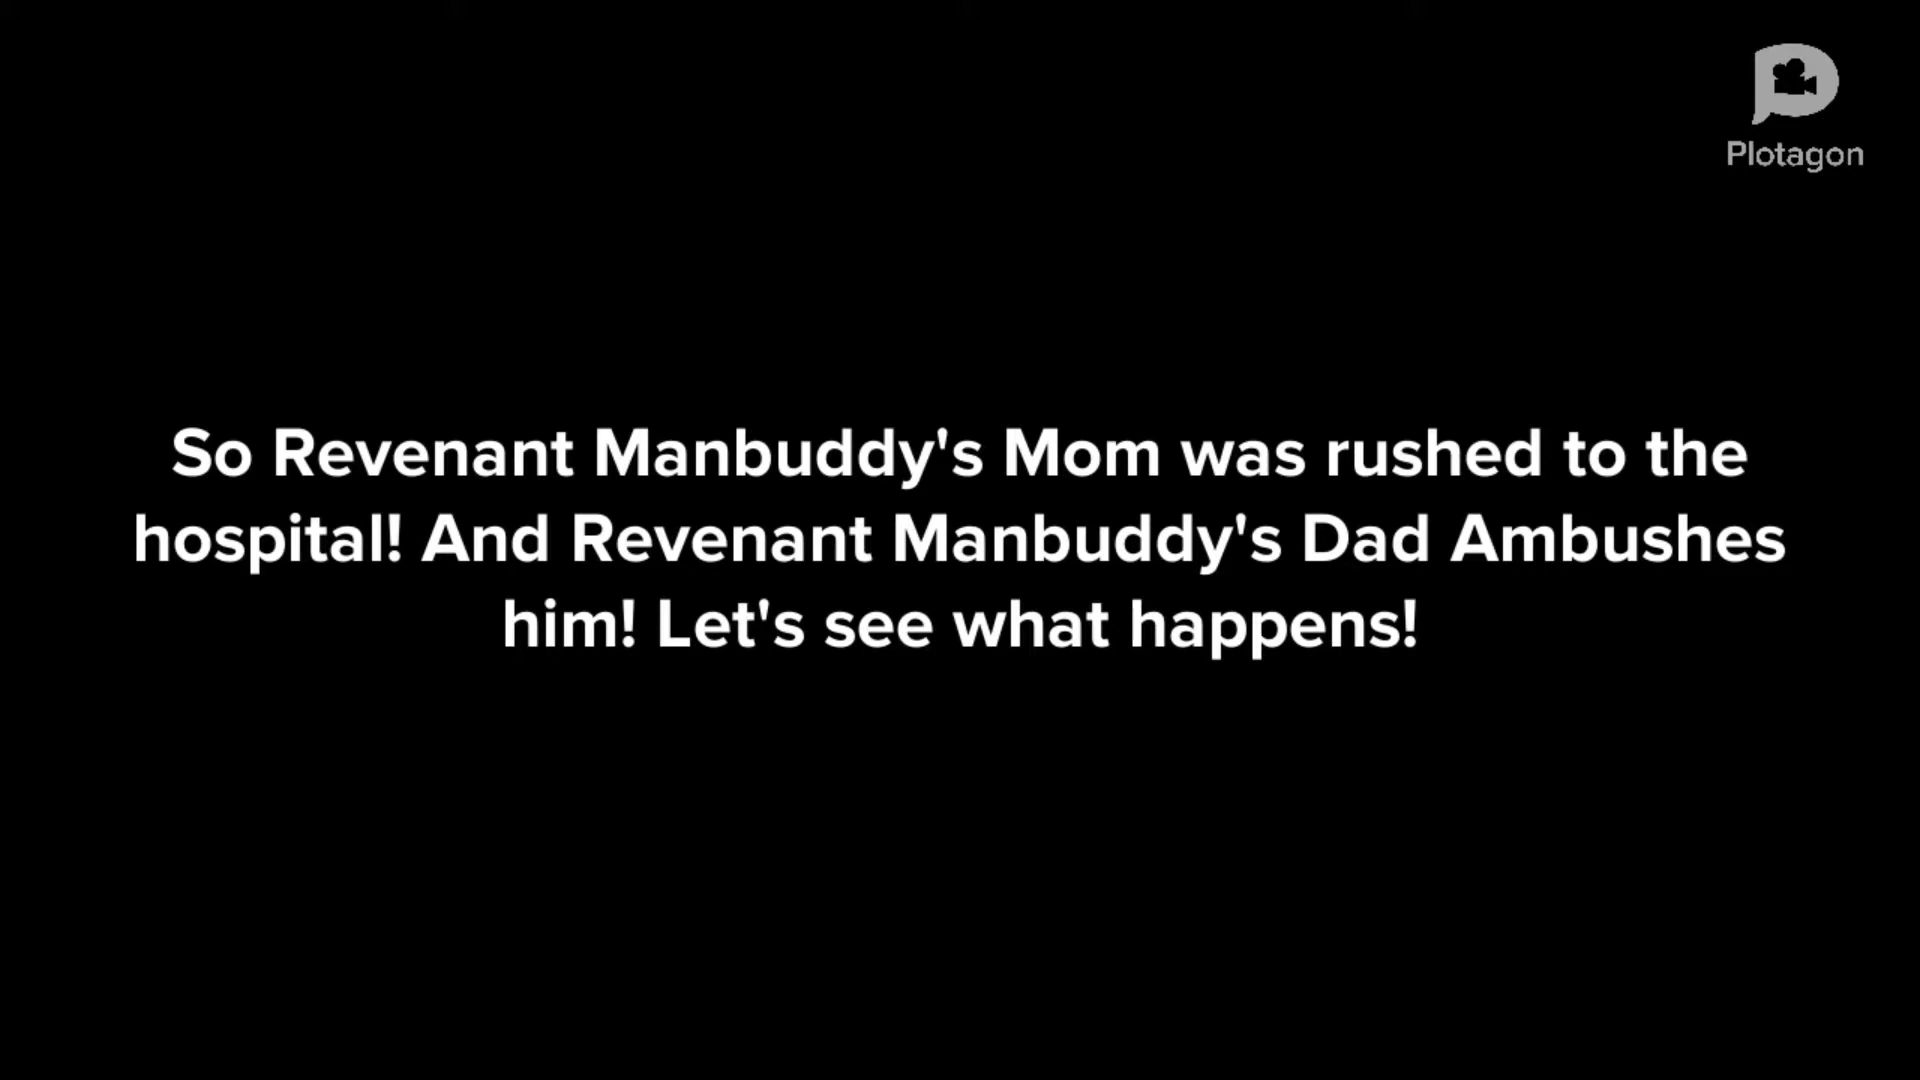 Plotagon
So Revenant Manbuddy's Mom was rushed to the
hospital! And Revenant Manbuddy's Dad Ambushes
him! Let's see what happens!